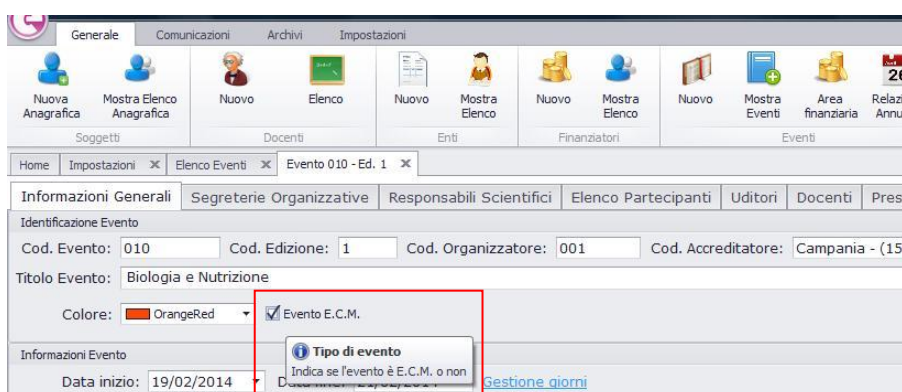 Generale Comunicazioni Archivi Impostazioni
Nuova Anagrafica Mostra Elenco Anagrafica Nuovo Elenco Nuovo Mostra Elenco Nuovo Mostra Elenco Nuovo Mostra Eventi Area finanziaria
Soggetti Docenti Enti Finanziatori Eventi
Home Impostazioni Elenco Eventi Evento 010 - Ed. 1
Informazioni Generali Segreterie Organizzative Responsabili Scientifici Elenco Partecipanti Uditori Docenti Pres
Identificazione Evento
Cod. Evento: 010 Cod. Edizione: 1 Cod. Organizzatore: 001 Cod. Accreditatore: Campania - (15
Titolo Evento: Biologia e Nutrizione
Colore: OrangeRed Evento E.C.M.
Tipo di evento
Informazioni Evento
Indica se l'evento è E.C.M. o non
Data inizio: 19/02/2014 Gestione giorni